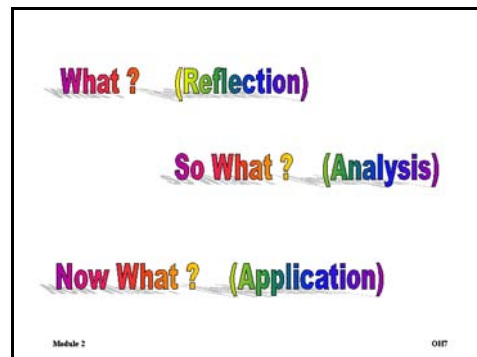 What ? (Reflection)
So What ? (Analysis)
Now What ? (Application)
Module 2 OH7